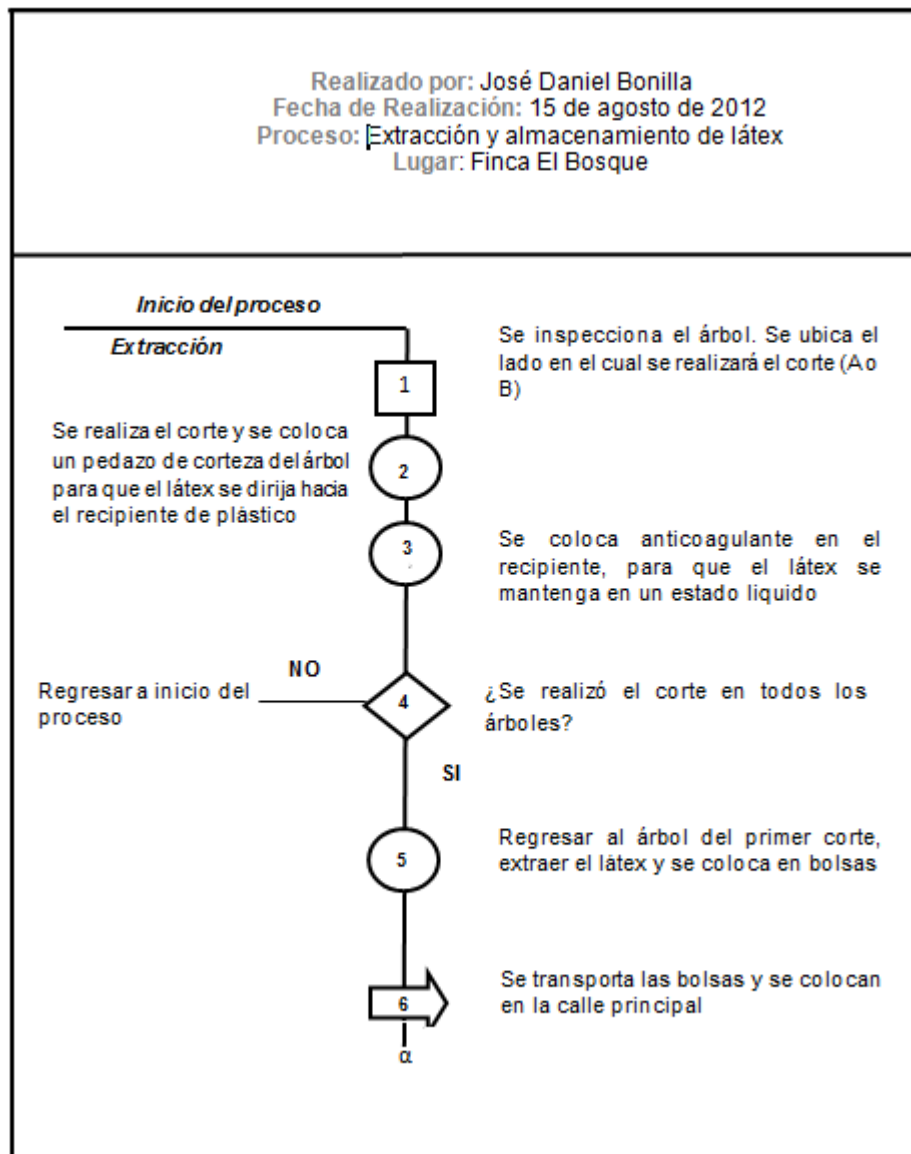 Realizado por: José Daniel Bonilla
Fecha de Realización: 15 de agosto de 2012
Proceso: Extracción y almacenamiento de látex
Lugar: Finca El Bosque
Inicio del proceso
Extracción
Se inspecciona el árbol. Se ubica el
lado en el cual se realizará el corte (A o
B)
1
Se realiza el corte y se coloca
un pedazo de corteza del árbol
para que el látex se dirija hacia
el recipiente de plástico
2
3
Se coloca anticoagulante en el
recipiente, para que el látex se
mantenga en un estado liquido
NO
Regresar a inicio del
proceso
4
¿Se realizó el corte en todos los
árboles?
SI
5
Regresar al árbol del primer corte,
extraer el látex y se coloca en bolsas
6
Se transporta las bolsas y se colocan
en la calle principal
α